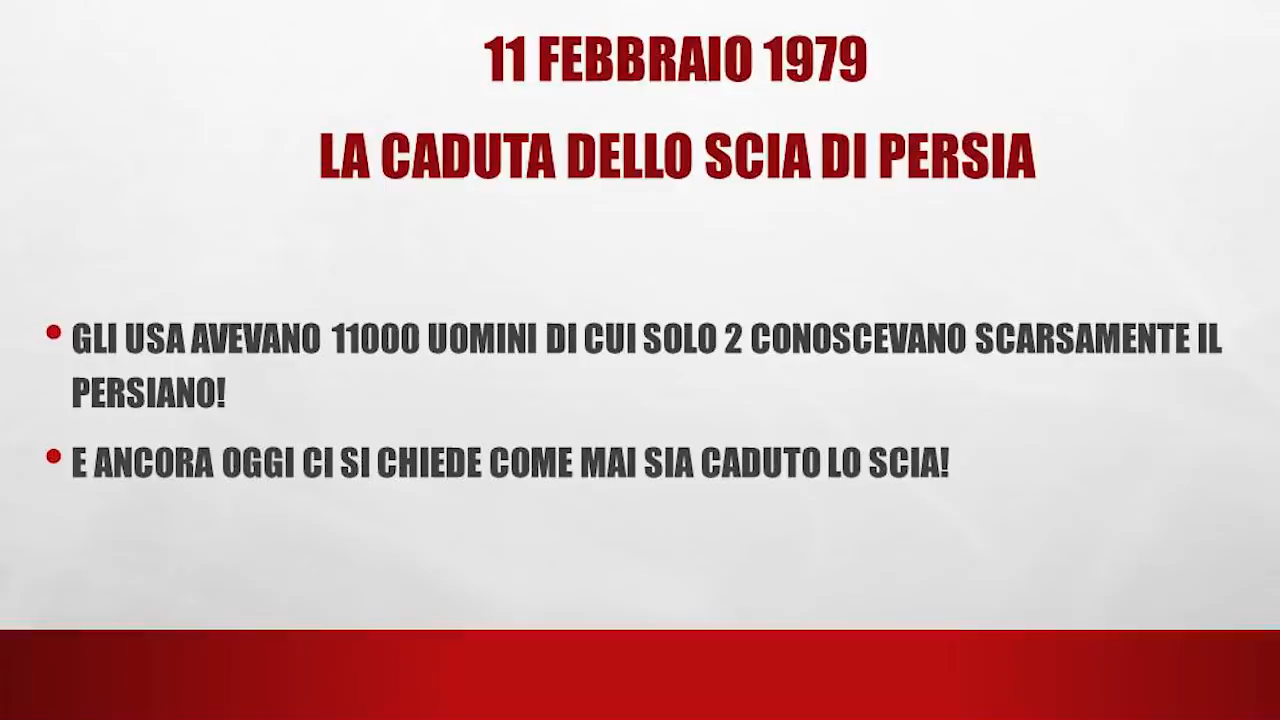 11 FEBBRAIO 1979
LA CADUTA DELLO SCIA DI PERSIA
• GLI USA AVEVANO 11000 UOMINI DI CUI SOLO 2 CONOSCEVANO SCARSAMENTE IL
PERSIANO!
• E ANCORA OGGI CI SI CHIEDE COME MAI SIA CADUTO LO SCIA!